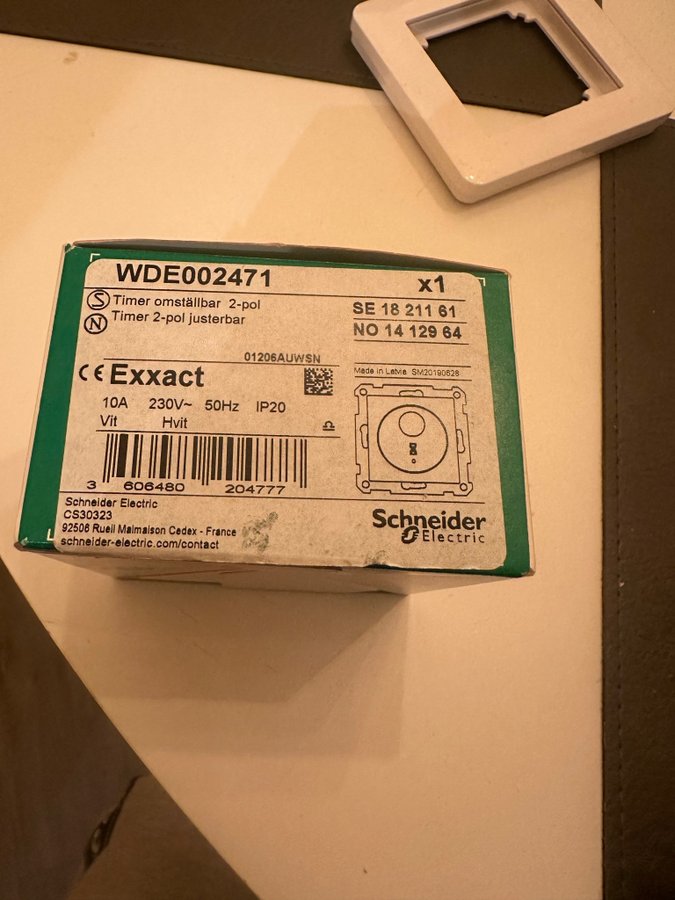 WDE002471
x1
S Timer omställbar 2-pol
N Timer 2-pol justerbar
SE 18 211 61
NO 14 129 64
01206AUWSN
CE Exxact
Made in Latvia SM20190828
10A 230V~ 50Hz IP20
Vit Hvit
3 606480 204777
Schneider Electric
CS30323
92506 Rueil Malmaison Cedex - France
schneider-electric.com/contact
Schneider
Electric